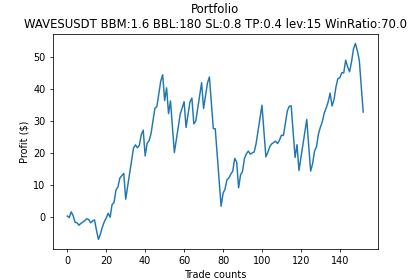 Portfolio
WAVESUSDT BBM:1.6 BBL:180 SL:0.8 TP:0.4 lev:15 WinRatio:70.0
Profit ($)
50
40
30
20
10
0
0 20 40 60 80 100 120 140
Trade counts